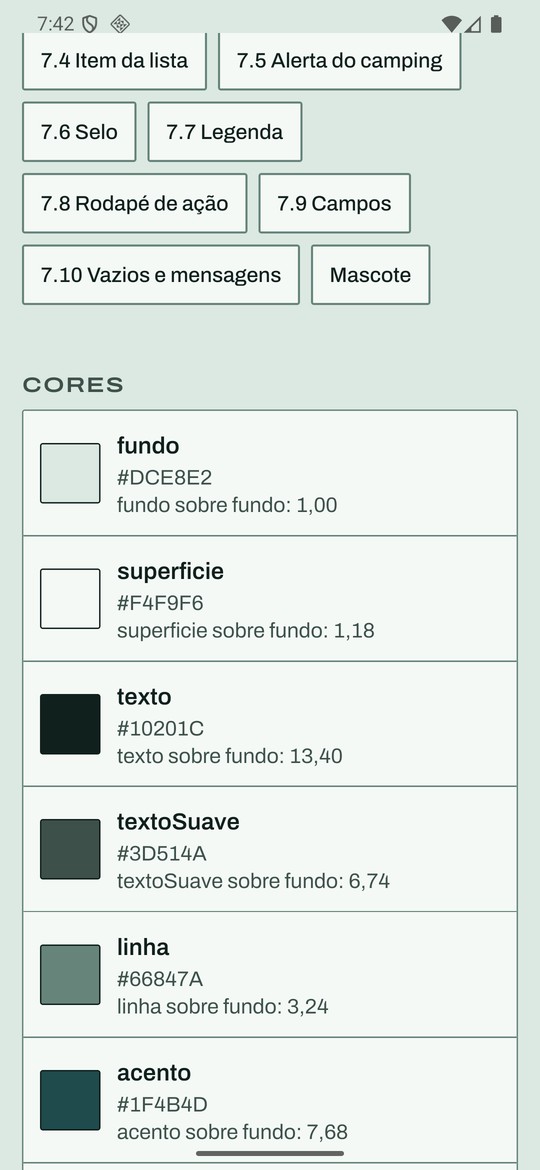 7:42
7.4 Item da lista
7.5 Alerta do camping
7.6 Selo
7.7 Legenda
7.8 Rodapé de ação
7.9 Campos
7.10 Vazios e mensagens
Mascote
CORES
fundo
#DCE8E2
fundo sobre fundo: 1,00
superficie
#F4F9F6
superficie sobre fundo: 1,18
texto
#10201C
texto sobre fundo: 13,40
textoSuave
#3D514A
textoSuave sobre fundo: 6,74
linha
#66847A
linha sobre fundo: 3,24
acento
#1F4B4D
acento sobre fundo: 7,68